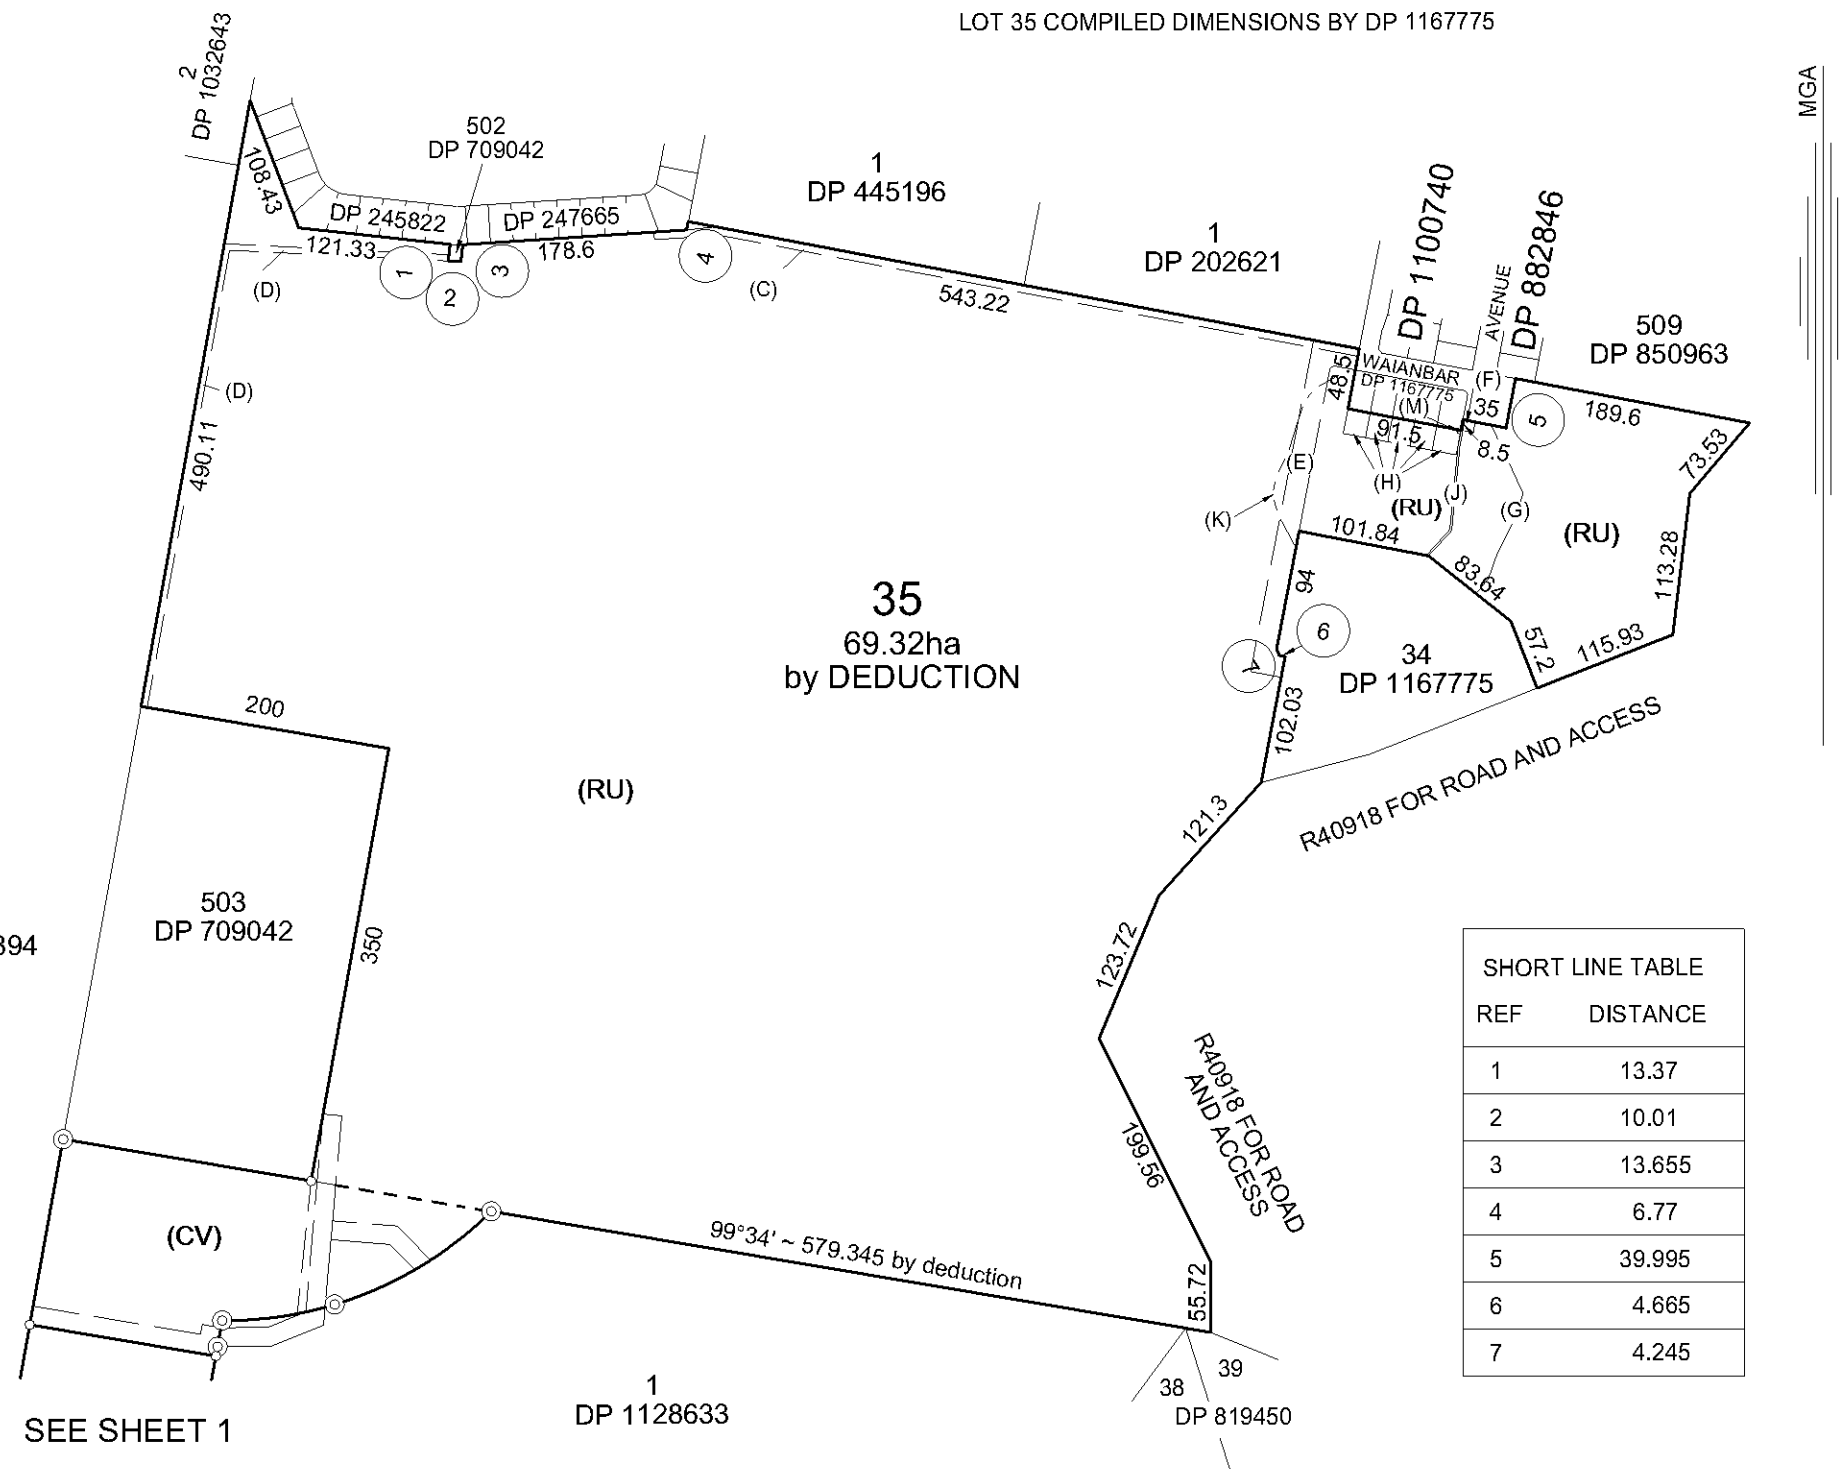 LOT 35 COMPILED DIMENSIONS BY DP 1167775
MGA
2
DP 1032643
502
DP 709042
1
DP 445196
1
DP 202621
DP 1100740
AVENUE
DP 882846
509
DP 850963
108.43
DP 245822
DP 247665
121.33
178.6
1
2
3
4
(D)
(C)
543.22
48.5
WAIANBAR
DP 1167775
(F)
(M)
35
5
189.6
91.5
8.5
73.53
(D)
490.11
(E)
(H)
(J)
(G)
(K)
(RU)
(RU)
101.84
83.64
113.28
94
6
57.2
115.93
35
69.32ha
by DEDUCTION
34
DP 1167775
7
102.03
200
R40918 FOR ROAD AND ACCESS
(RU)
121.3
503
DP 709042
350
394
123.72
R40918 FOR ROAD
AND ACCESS
199.56
(CV)
99°34' ~ 579.345 by deduction
55.72
39
38
DP 819450
1
DP 1128633
SEE SHEET 1
SHORT LINE TABLE
REF DISTANCE
1 13.37
2 10.01
3 13.655
4 6.77
5 39.995
6 4.665
7 4.245